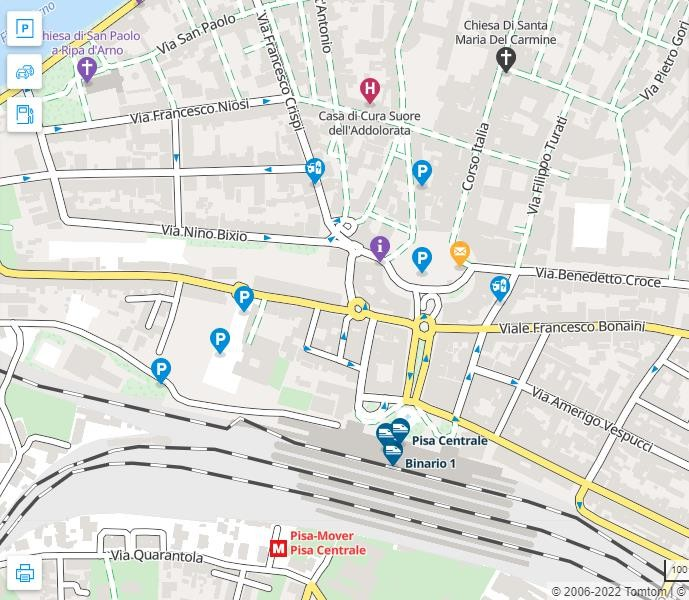 P
Fiume Arno
Chiesa di San Paolo
a Ripa d'Arno
Via San Paolo
Via Francesco Crispi
d'Antonio
Chiesa Di Santa
Maria Del Carmine
Via Pietro Gori
H
Casa di Cura Suore
dell'Addolorata
Via Francesco Niosi
P
Corso Italia
Via Filippo Turati
Via Nino Bixio
i
P
Via Benedetto Croce
P
Viale Francesco Bonaini
P
P
Via Amerigo Vespucci
Pisa Centrale
Binario 1
M
Pisa-Mover
Pisa Centrale
Via Quarantola
100
© 2006-2022 Tomtom | ©